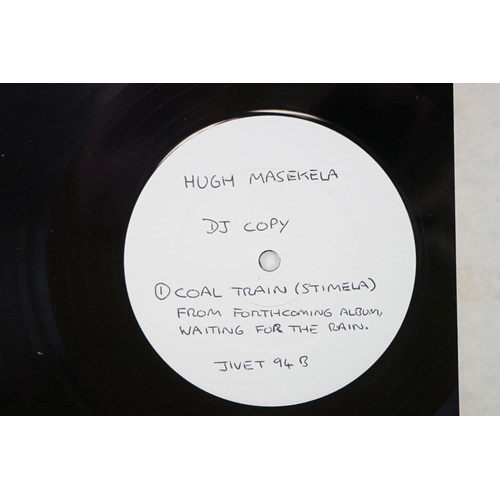 HUGH MASEKELA
DJ COPY
① COAL TRAIN (STIMELA)
FROM FORTHCOMING ALBUM,
WAITING FOR THE RAIN.
JIVET 94 B